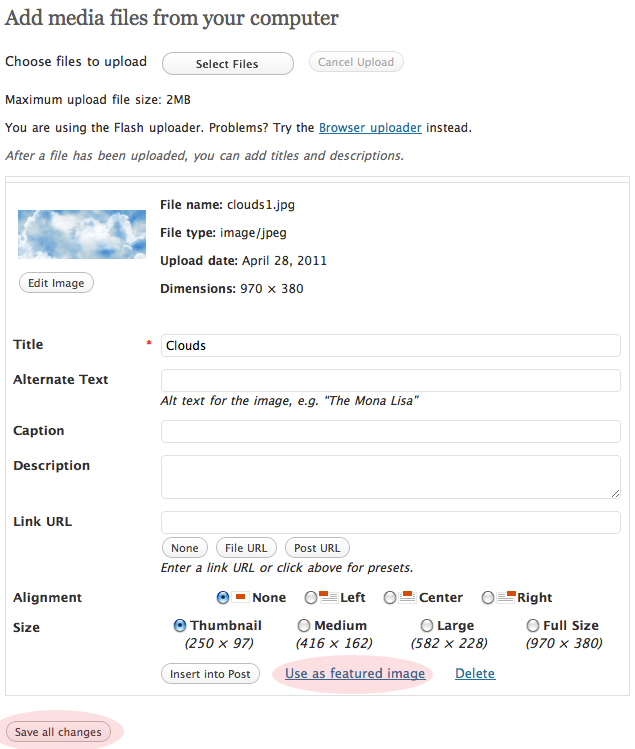 Add media files from your computer
Choose files to upload Select Files Cancel Upload
Maximum upload file size: 2MB
You are using the Flash uploader. Problems? Try the Browser uploader instead.
After a file has been uploaded, you can add titles and descriptions.
File name: clouds1.jpg
File type: image/jpeg
Upload date: April 28, 2011
Dimensions: 970 × 380
Edit Image
Title * Clouds
Alternate Text
Alt text for the image, e.g. “The Mona Lisa”
Caption
Description
Link URL
None File URL Post URL
Enter a link URL or click above for presets.
Alignment None Left Center Right
Size Thumbnail Medium Large Full Size
(250 × 97) (416 × 162) (582 × 228) (970 × 380)
Insert into Post Use as featured image Delete
Save all changes